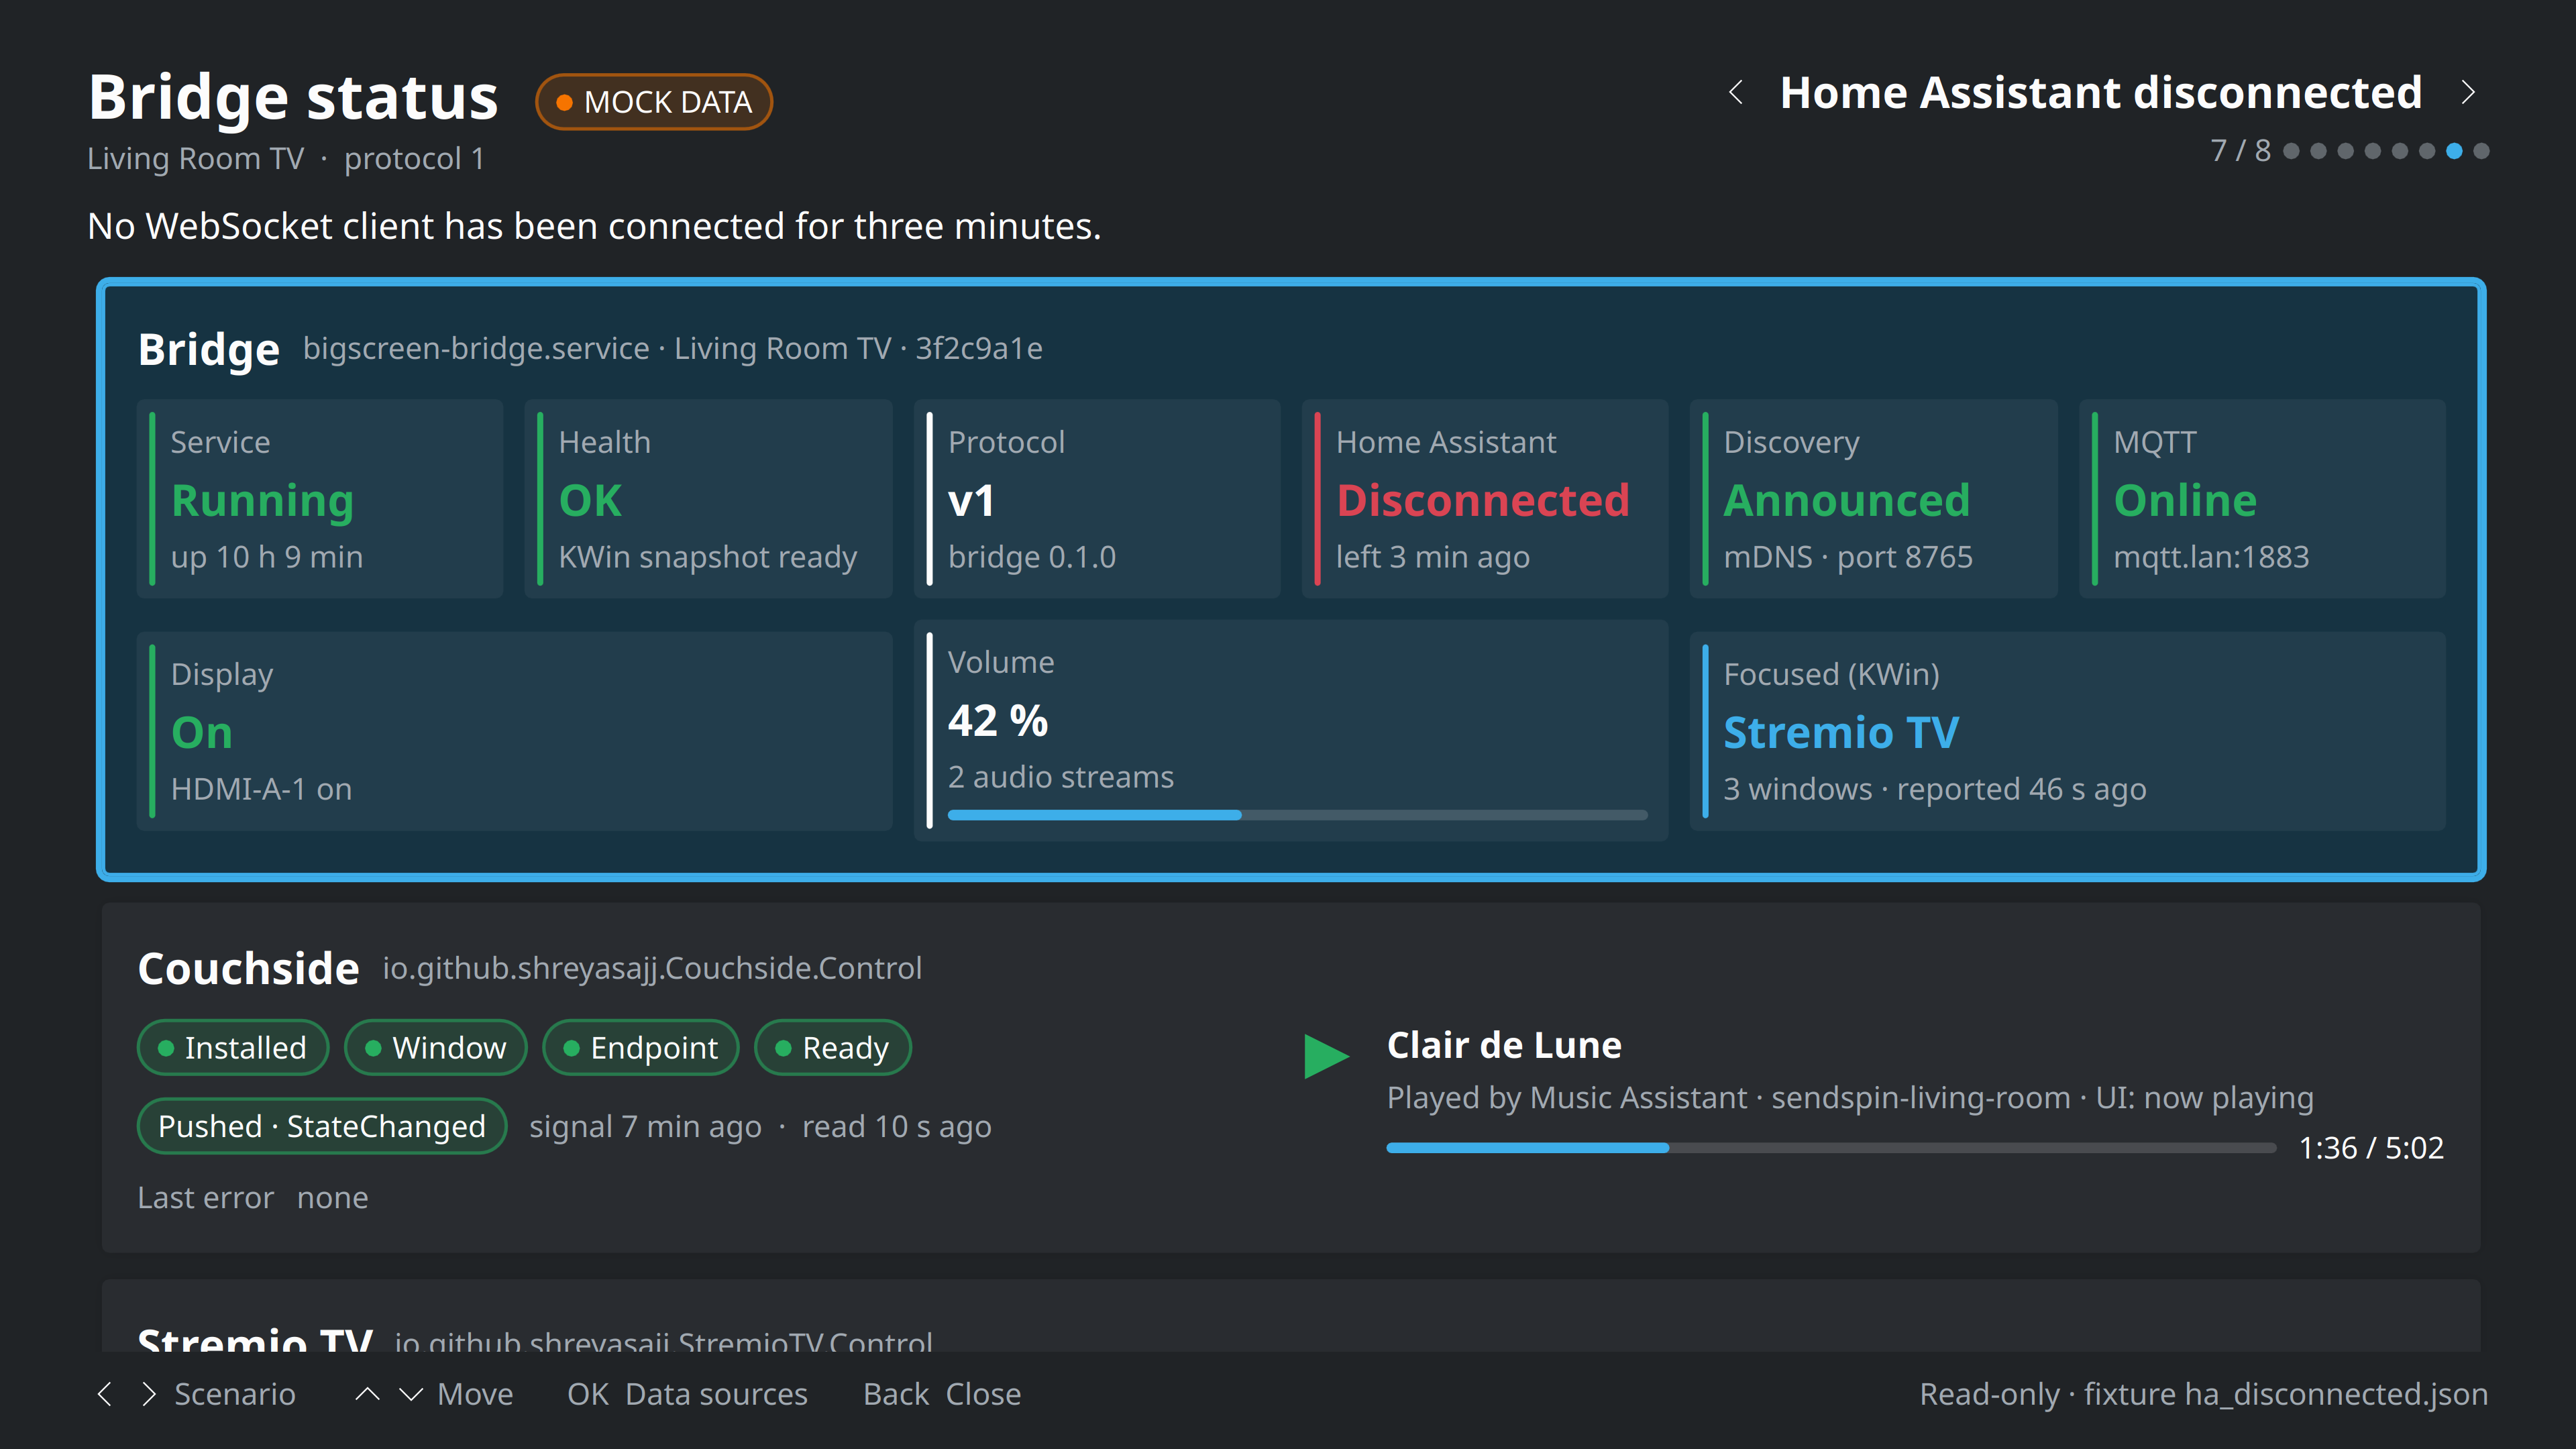 Bridge status
MOCK DATA
Home Assistant disconnected
Living Room TV · protocol 1
7 / 8
No WebSocket client has been connected for three minutes.
Bridge bigscreen-bridge.service · Living Room TV · 3f2c9a1e
Service
Running
up 10 h 9 min
Health
OK
KWin snapshot ready
Protocol
v1
bridge 0.1.0
Home Assistant
Disconnected
left 3 min ago
Discovery
Announced
mDNS · port 8765
MQTT
Online
mqtt.lan:1883
Display
On
HDMI-A-1 on
Volume
42 %
2 audio streams
Focused (KWin)
Stremio TV
3 windows · reported 46 s ago
Couchside io.github.shreyasajj.Couchside.Control
Installed Window Endpoint Ready
Pushed · StateChanged signal 7 min ago · read 10 s ago
Last error none
Clair de Lune
Played by Music Assistant · sendspin-living-room · UI: now playing
1:36 / 5:02
Stremio TV io.github.shreyasajj.StremioTV.Control
Scenario Move OK Data sources Back Close
Read-only · fixture ha_disconnected.json